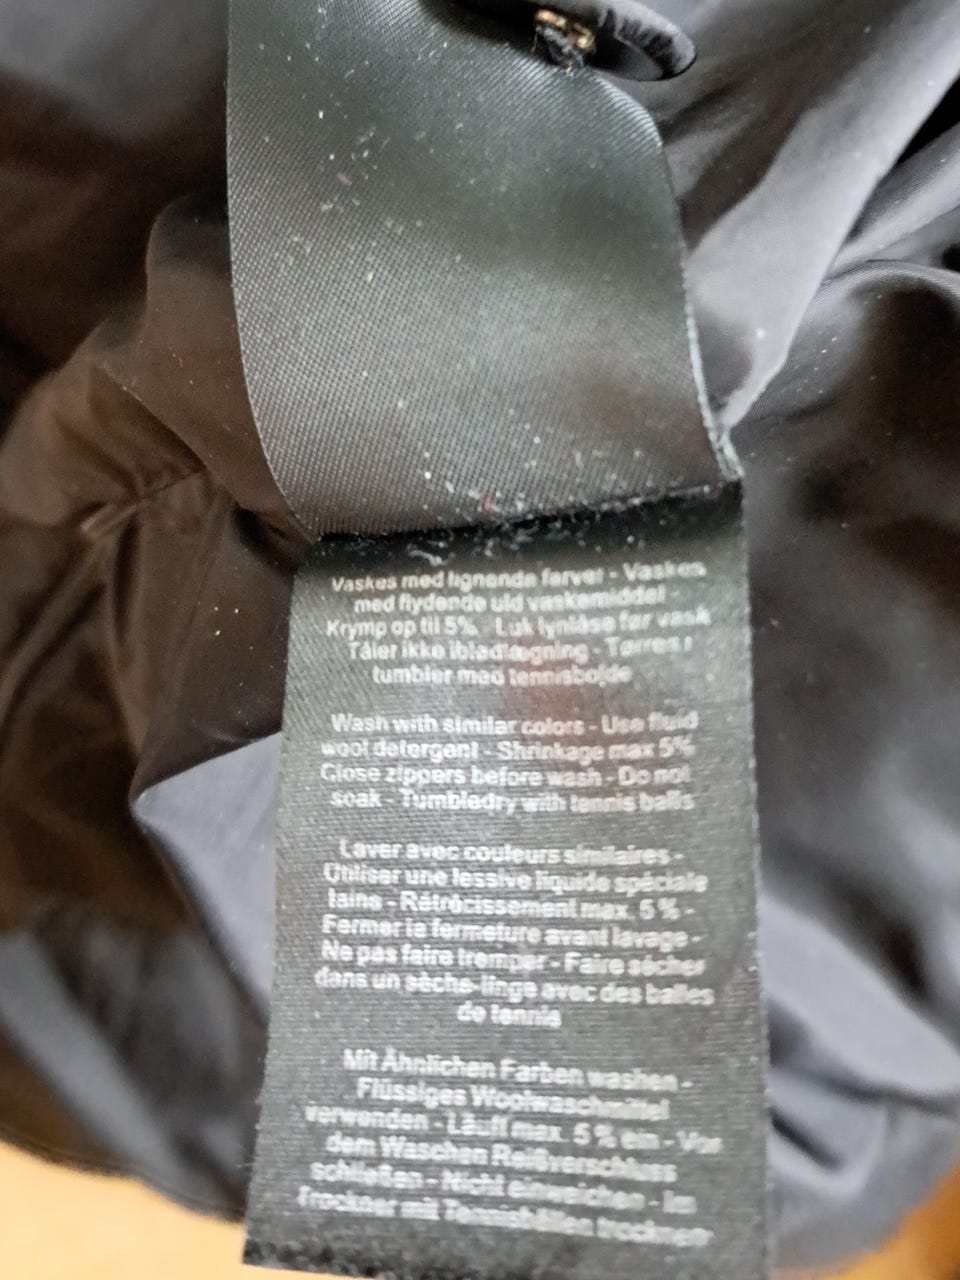 Vaskes med lignende farver - Vaskes
med flydende uld vaskemiddel -
Krymp op til 5% - Luk lynlåse før vask
Tåler ikke iblødlægning - Tørres i
tumbler med tennisbolde
Wash with similar colors - Use fluid
wool detergent - Shrinkage max 5%
Close zippers before wash - Do not
soak - Tumbledry with tennis balls
Laver avec couleurs similaires -
Utiliser une lessive liquide spéciale
laine - Rétrécissement max. 5 % -
Fermer la fermeture avant lavage -
Ne pas faire tremper - Faire sécher
dans un sèche-linge avec des balles
de tennis
Mit Ähnlichen Farben washen -
Flüssiges Woolwaschmittel
verwenden - Läuft max. 5 % ein - Vor
dem Waschen Reißverschluss
schließen - Nicht einweichen - Im
Trockner mit Tennisbällen trocknen